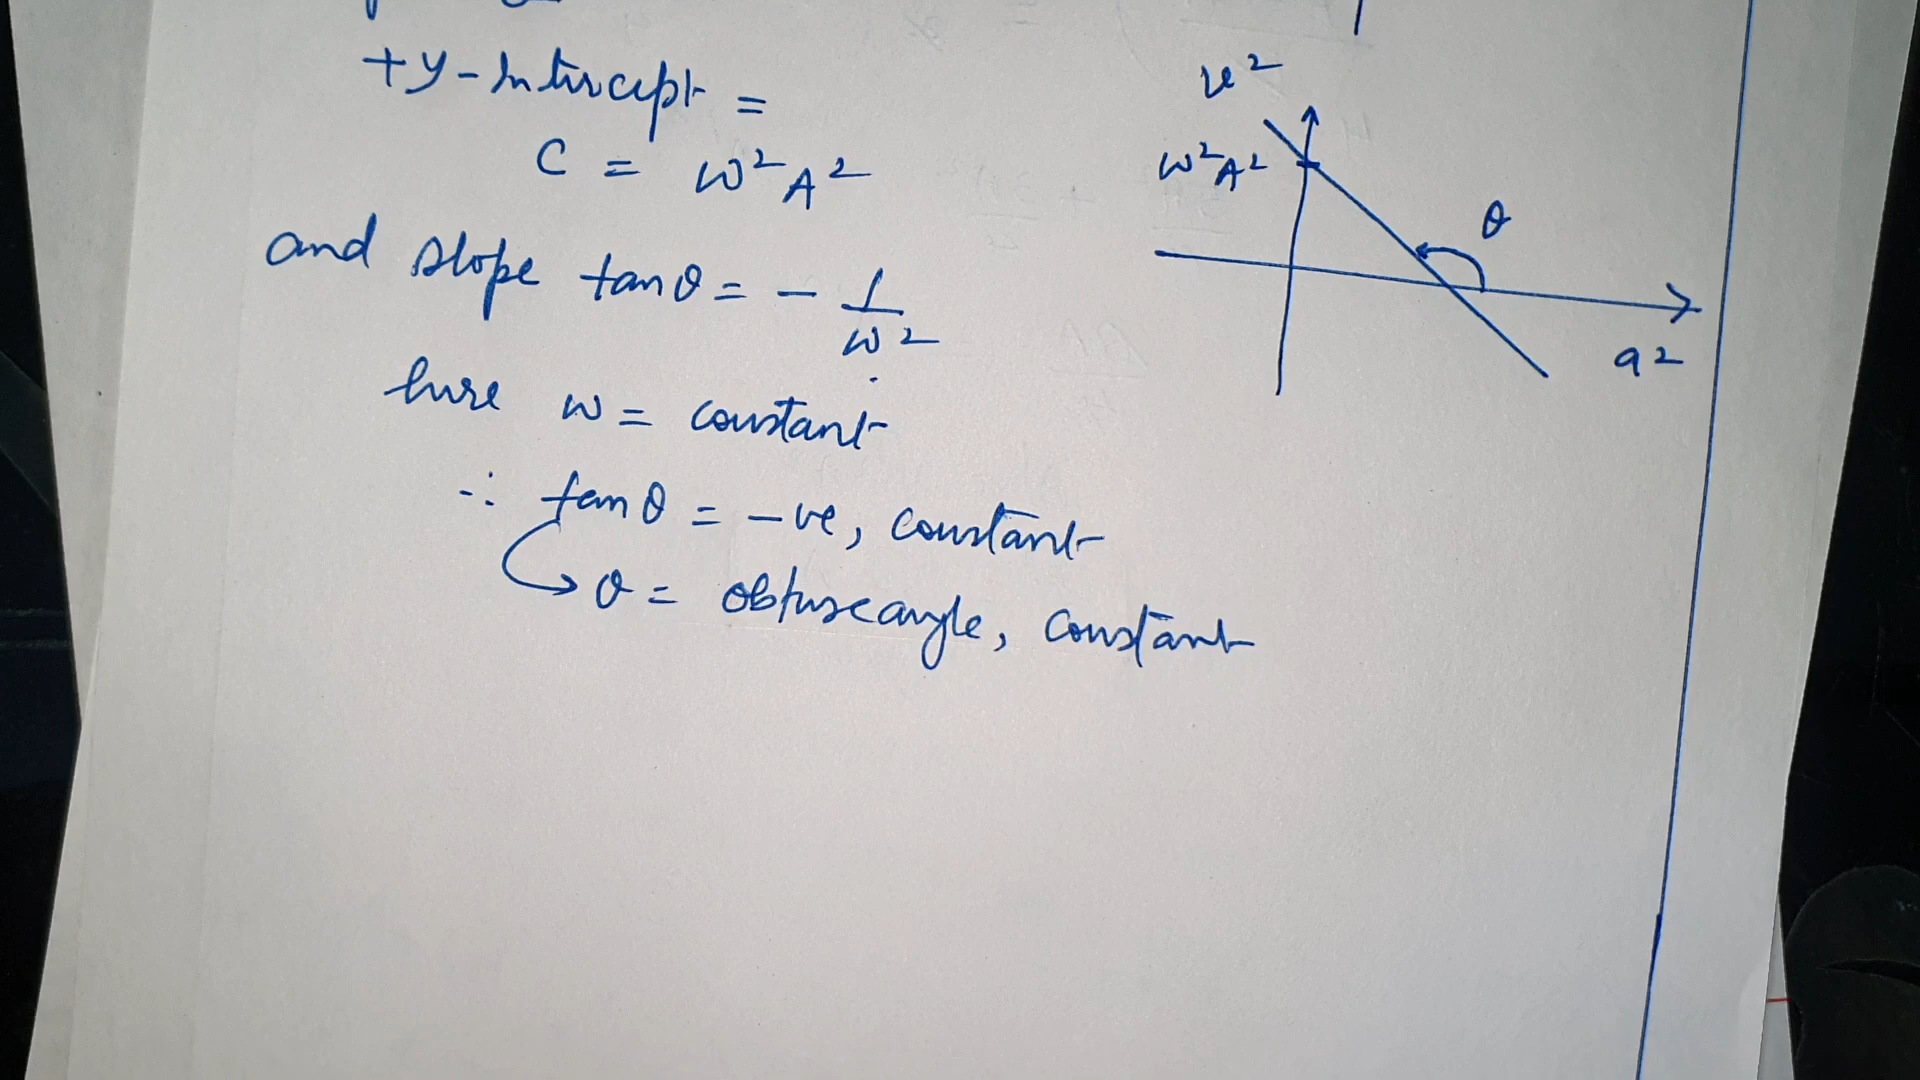 +y-Intercept =
C = ω²A²
and slope tanθ = - 1/ω²
here ω = constant
∴ tanθ = -ve, constant
θ = obtuse angle, constant
v²
ω²A²
θ
a²